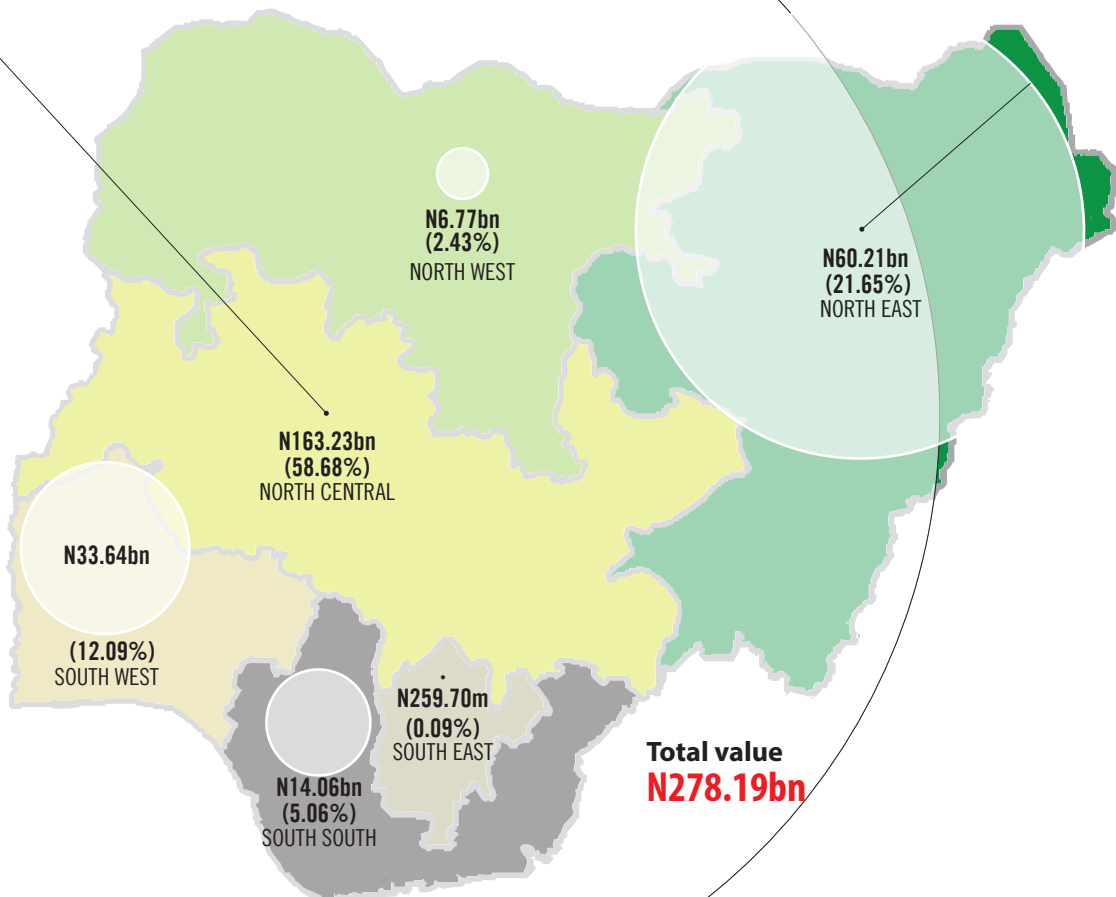 N6.77bn
(2.43%)
NORTH WEST
N60.21bn
(21.65%)
NORTH EAST
N163.23bn
(58.68%)
NORTH CENTRAL
N33.64bn
(12.09%)
SOUTH WEST
N259.70m
(0.09%)
SOUTH EAST
N14.06bn
(5.06%)
SOUTH SOUTH
Total value
N278.19bn